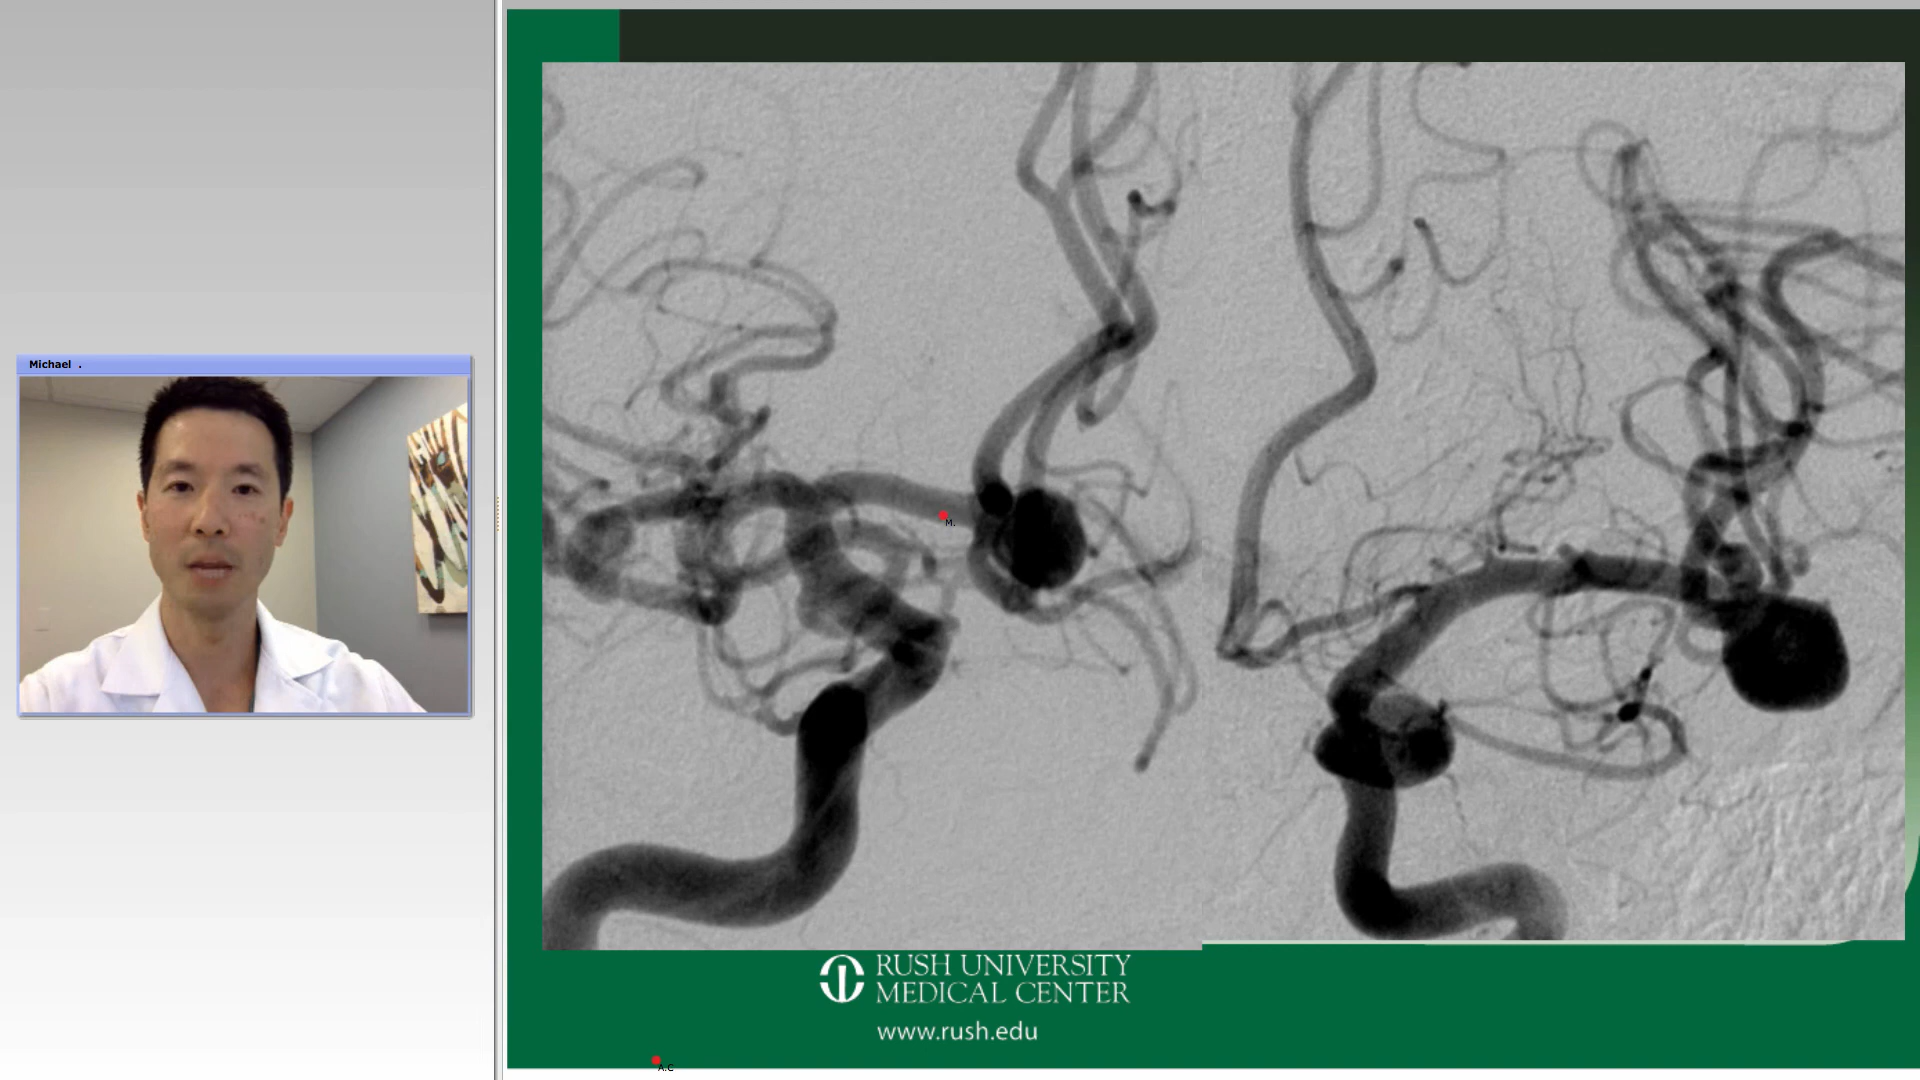 Michael .
M.
RUSH UNIVERSITY
MEDICAL CENTER
www.rush.edu
A.C